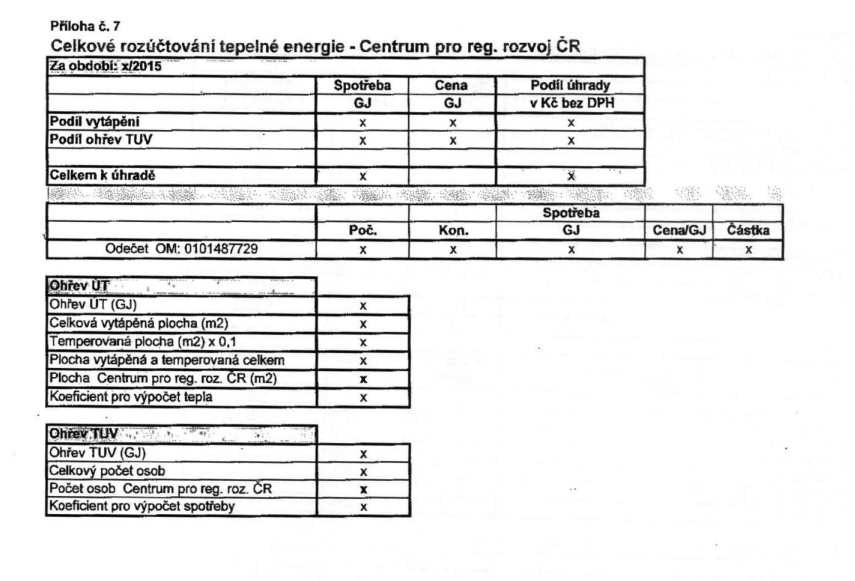 Příloha č. 7
Celkové rozúčtování tepelné energie - Centrum pro reg. rozvoj ČR
Za období: x/2015
Spotřeba Cena Podíl úhrady
GJ GJ v Kč bez DPH
Podíl vytápění x x x
Podíl ohřev TUV x x x
Celkem k úhradě x x
Spotřeba
Poč. Kon. GJ Cena/GJ Částka
Odečet OM: 0101487729 x x x x x
Ohřev ÚT
Ohřev ÚT (GJ) x
Celková vytápěná plocha (m2) x
Temperovaná plocha (m2) x 0,1 x
Plocha vytápěná a temperovaná celkem x
Plocha Centrum pro reg. roz. ČR (m2) x
Koeficient pro výpočet tepla x
Ohřev TUV
Ohřev TUV (GJ) x
Celkový počet osob x
Počet osob Centrum pro reg. roz. ČR x
Koeficient pro výpočet spotřeby x